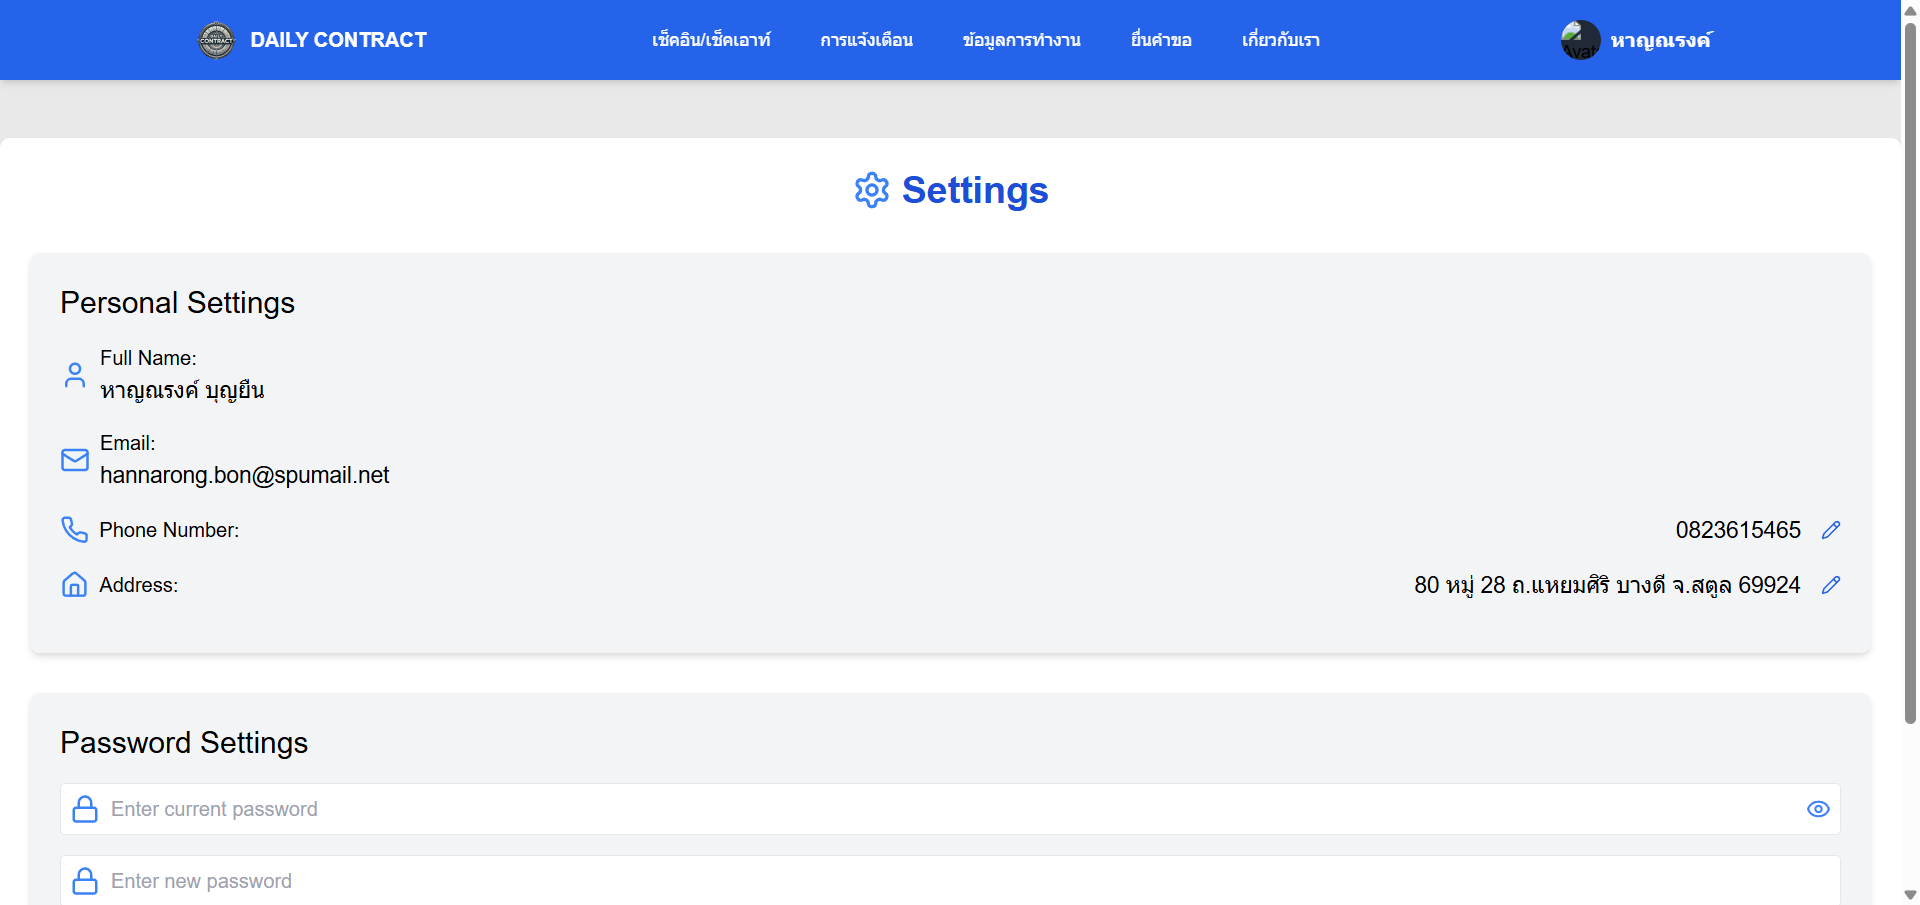 DAILY CONTRACT
เช็คอิน/เช็คเอาท์
การแจ้งเตือน
ข้อมูลการทำงาน
ยื่นคำขอ
เกี่ยวกับเรา
หาญณรงค์
Settings
Personal Settings
Full Name:
หาญณรงค์ บุญยืน
Email:
hannarong.bon@spumail.net
Phone Number:
0823615465
Address:
80 หมู่ 28 ถ.แหยมศิริ บางดี จ.สตูล 69924
Password Settings
Enter current password
Enter new password